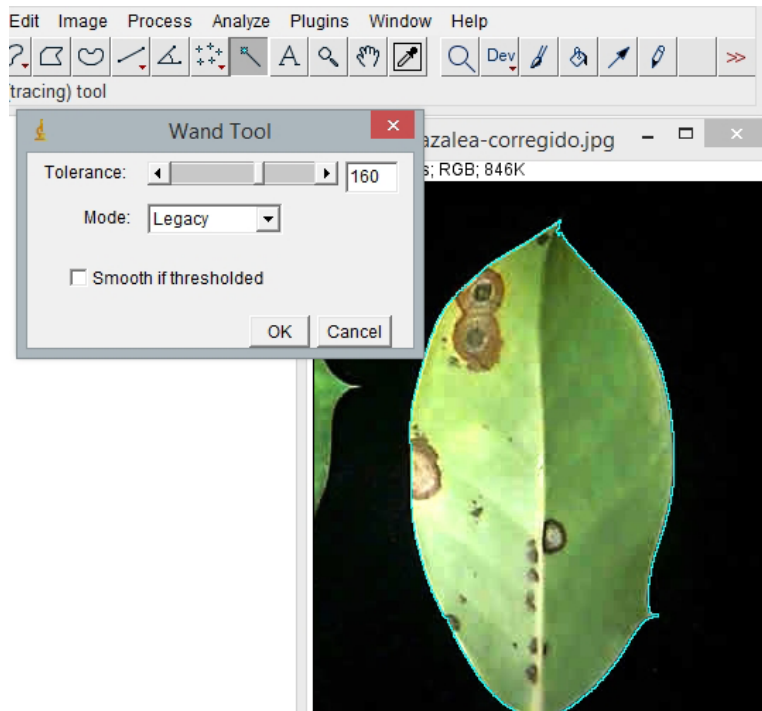 Edit Image Process Analyze Plugins Window Help
A Dev >>
(tracing) tool
Wand Tool
azalea-corregido.jpg
s; RGB; 846K
Tolerance: 160
Mode: Legacy
Smooth if thresholded
OK Cancel